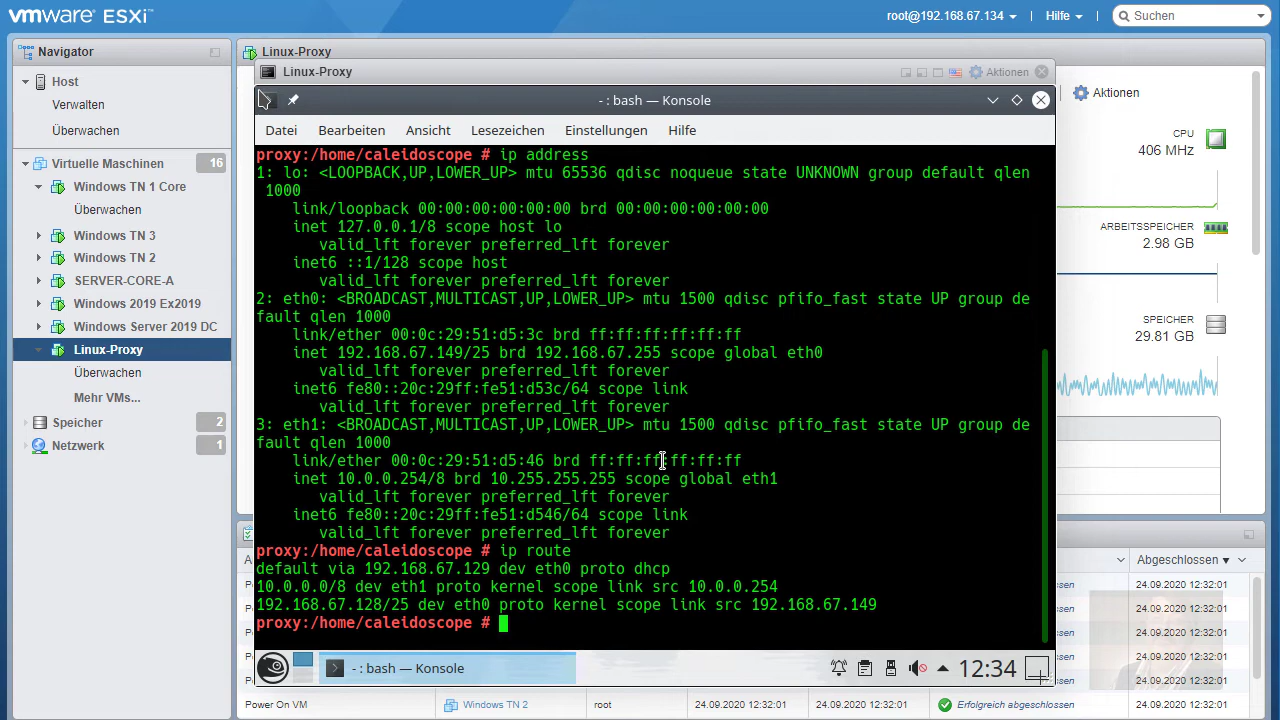 vmware ESXi™
root@192.168.67.134
Hilfe
Suchen
Navigator
Host
Verwalten
Überwachen
Virtuelle Maschinen
16
Windows TN 1 Core
Überwachen
Windows TN 3
Windows TN 2
SERVER-CORE-A
Windows 2019 Ex2019
Windows Server 2019 DC
Linux-Proxy
Überwachen
Mehr VMs...
Speicher
2
Netzwerk
1
Linux-Proxy
Linux-Proxy
Aktionen
- : bash — Konsole
Datei Bearbeiten Ansicht Lesezeichen Einstellungen Hilfe
proxy:/home/caleidoscope # ip address
1: lo: <LOOPBACK,UP,LOWER_UP> mtu 65536 qdisc noqueue state UNKNOWN group default qlen
1000
link/loopback 00:00:00:00:00:00 brd 00:00:00:00:00:00
inet 127.0.0.1/8 scope host lo
valid_lft forever preferred_lft forever
inet6 ::1/128 scope host
valid_lft forever preferred_lft forever
2: eth0: <BROADCAST,MULTICAST,UP,LOWER_UP> mtu 1500 qdisc pfifo_fast state UP group de
fault qlen 1000
link/ether 00:0c:29:51:d5:3c brd ff:ff:ff:ff:ff:ff
inet 192.168.67.149/25 brd 192.168.67.255 scope global eth0
valid_lft forever preferred_lft forever
inet6 fe80::20c:29ff:fe51:d53c/64 scope link
valid_lft forever preferred_lft forever
3: eth1: <BROADCAST,MULTICAST,UP,LOWER_UP> mtu 1500 qdisc pfifo_fast state UP group de
fault qlen 1000
link/ether 00:0c:29:51:d5:46 brd ff:ff:ff:ff:ff:ff
inet 10.0.0.254/8 brd 10.255.255.255 scope global eth1
valid_lft forever preferred_lft forever
inet6 fe80::20c:29ff:fe51:d546/64 scope link
valid_lft forever preferred_lft forever
proxy:/home/caleidoscope # ip route
default via 192.168.67.129 dev eth0 proto dhcp
10.0.0.0/8 dev eth1 proto kernel scope link src 10.0.0.254
192.168.67.128/25 dev eth0 proto kernel scope link src 192.168.67.149
proxy:/home/caleidoscope #
- : bash — Konsole
12:34
Aktionen
CPU
406 MHz
ARBEITSSPEICHER
2.98 GB
SPEICHER
29.81 GB
Abgeschlossen
24.09.2020 12:32:01
24.09.2020 12:32:01
24.09.2020 12:32:01
24.09.2020 12:32:01
24.09.2020 12:32:01
Power On VM Windows TN 2 root 24.09.2020 12:32:01 24.09.2020 12:32:01 Erfolgreich abgeschlossen 24.09.2020 12:32:01